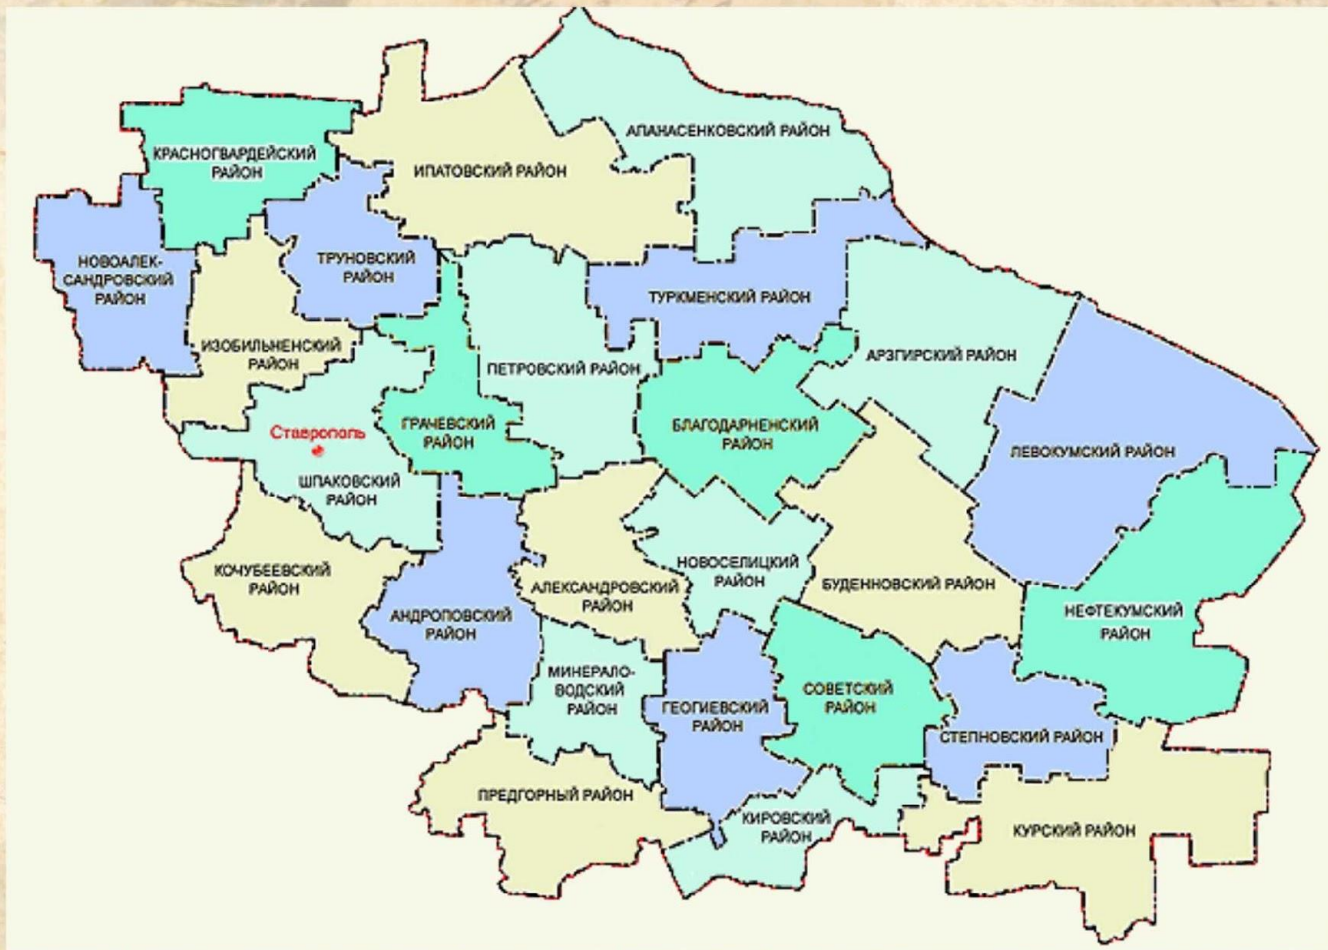 АПАНАСЕНКОВСКИЙ РАЙОН
КРАСНОГВАРДЕЙСКИЙ
РАЙОН
ИПАТОВСКИЙ РАЙОН
НОВОАЛЕК-
САНДРОВСКИЙ
РАЙОН
ТРУНОВСКИЙ
РАЙОН
ТУРКМЕНСКИЙ РАЙОН
ИЗОБИЛЬНЕНСКИЙ
РАЙОН
ПЕТРОВСКИЙ РАЙОН
АРЗГИРСКИЙ РАЙОН
Ставрополь
ГРАЧЕВСКИЙ
РАЙОН
БЛАГОДАРНЕНСКИЙ
РАЙОН
ЛЕВОКУМСКИЙ РАЙОН
ШПАКОВСКИЙ
РАЙОН
КОЧУБЕЕВСКИЙ
РАЙОН
АНДРОПОВСКИЙ
РАЙОН
АЛЕКСАНДРОВСКИЙ
РАЙОН
НОВОСЕЛИЦКИЙ
РАЙОН
БУДЕННОВСКИЙ РАЙОН
НЕФТЕКУМСКИЙ
РАЙОН
МИНЕРАЛО-
ВОДСКИЙ
РАЙОН
ГЕОГИЕВСКИЙ
РАЙОН
СОВЕТСКИЙ
РАЙОН
СТЕПНОВСКИЙ РАЙОН
ПРЕДГОРНЫЙ РАЙОН
КИРОВСКИЙ
РАЙОН
КУРСКИЙ РАЙОН